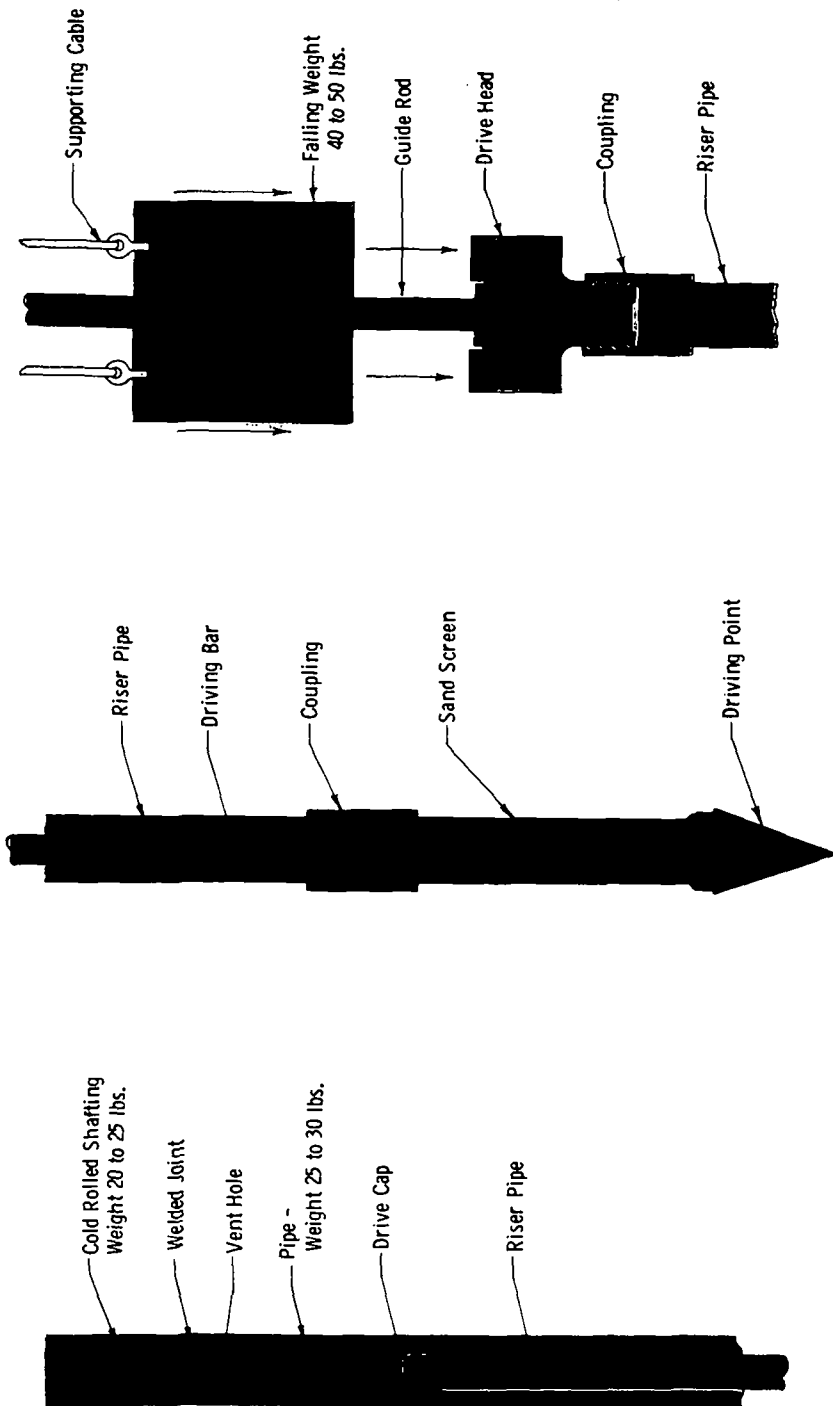 Cold Rolled Shafting
Weight 20 to 25 lbs.
Welded Joint
Vent Hole
Pipe -
Weight 25 to 30 lbs.
Drive Cap
Riser Pipe
Riser Pipe
Driving Bar
Coupling
Sand Screen
Driving Point
Supporting Cable
Falling Weight
40 to 50 lbs.
Guide Rod
Drive Head
Coupling
Riser Pipe